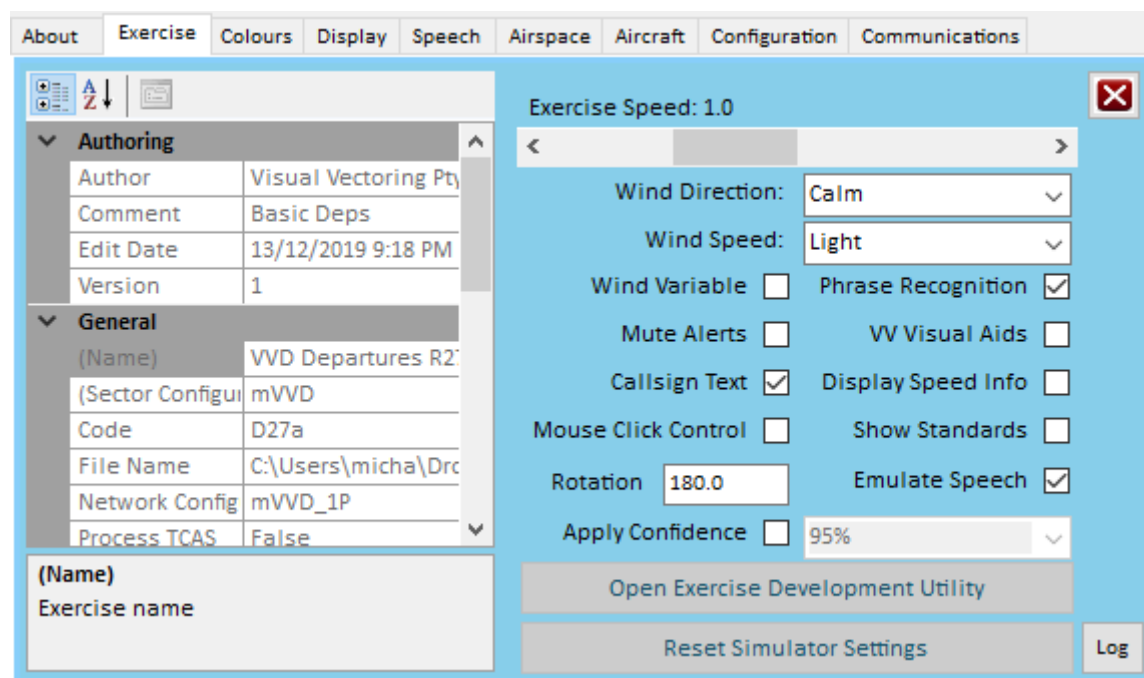 About Exercise Colours Display Speech Airspace Aircraft Configuration Communications
Authoring
Author Visual Vectoring Pty
Comment Basic Deps
Edit Date 13/12/2019 9:18 PM
Version 1
General
(Name) VVD Departures R2
(Sector Configu mVVD
Code D27a
File Name C:\Users\micha\Dro
Network Config mVVD_1P
Process TCAS False
(Name)
Exercise name
Exercise Speed: 1.0
Wind Direction: Calm
Wind Speed: Light
Wind Variable Phrase Recognition
Mute Alerts VV Visual Aids
Callsign Text Display Speed Info
Mouse Click Control Show Standards
Rotation 180.0 Emulate Speech
Apply Confidence 95%
Open Exercise Development Utility
Reset Simulator Settings
Log